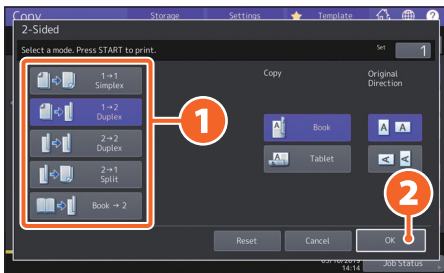 Copy Storage Settings Template
2-Sided
Select a mode. Press START to print.
Set 1
1→1
Simplex
1→2
Duplex
2→2
Duplex
2→1
Split
Book → 2
1
Copy
Book
Tablet
Original
Direction
A A
A A
2
Reset Cancel OK
14:14 Job Status